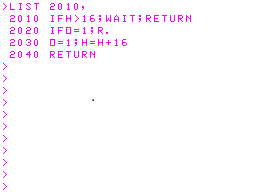 >LIST 2010,
2010 IFH>16;WAIT;RETURN
2020 IFO=1;R.
2030 O=1;H=H+16
2040 RETURN
>
>
>
>
>
>
>
>